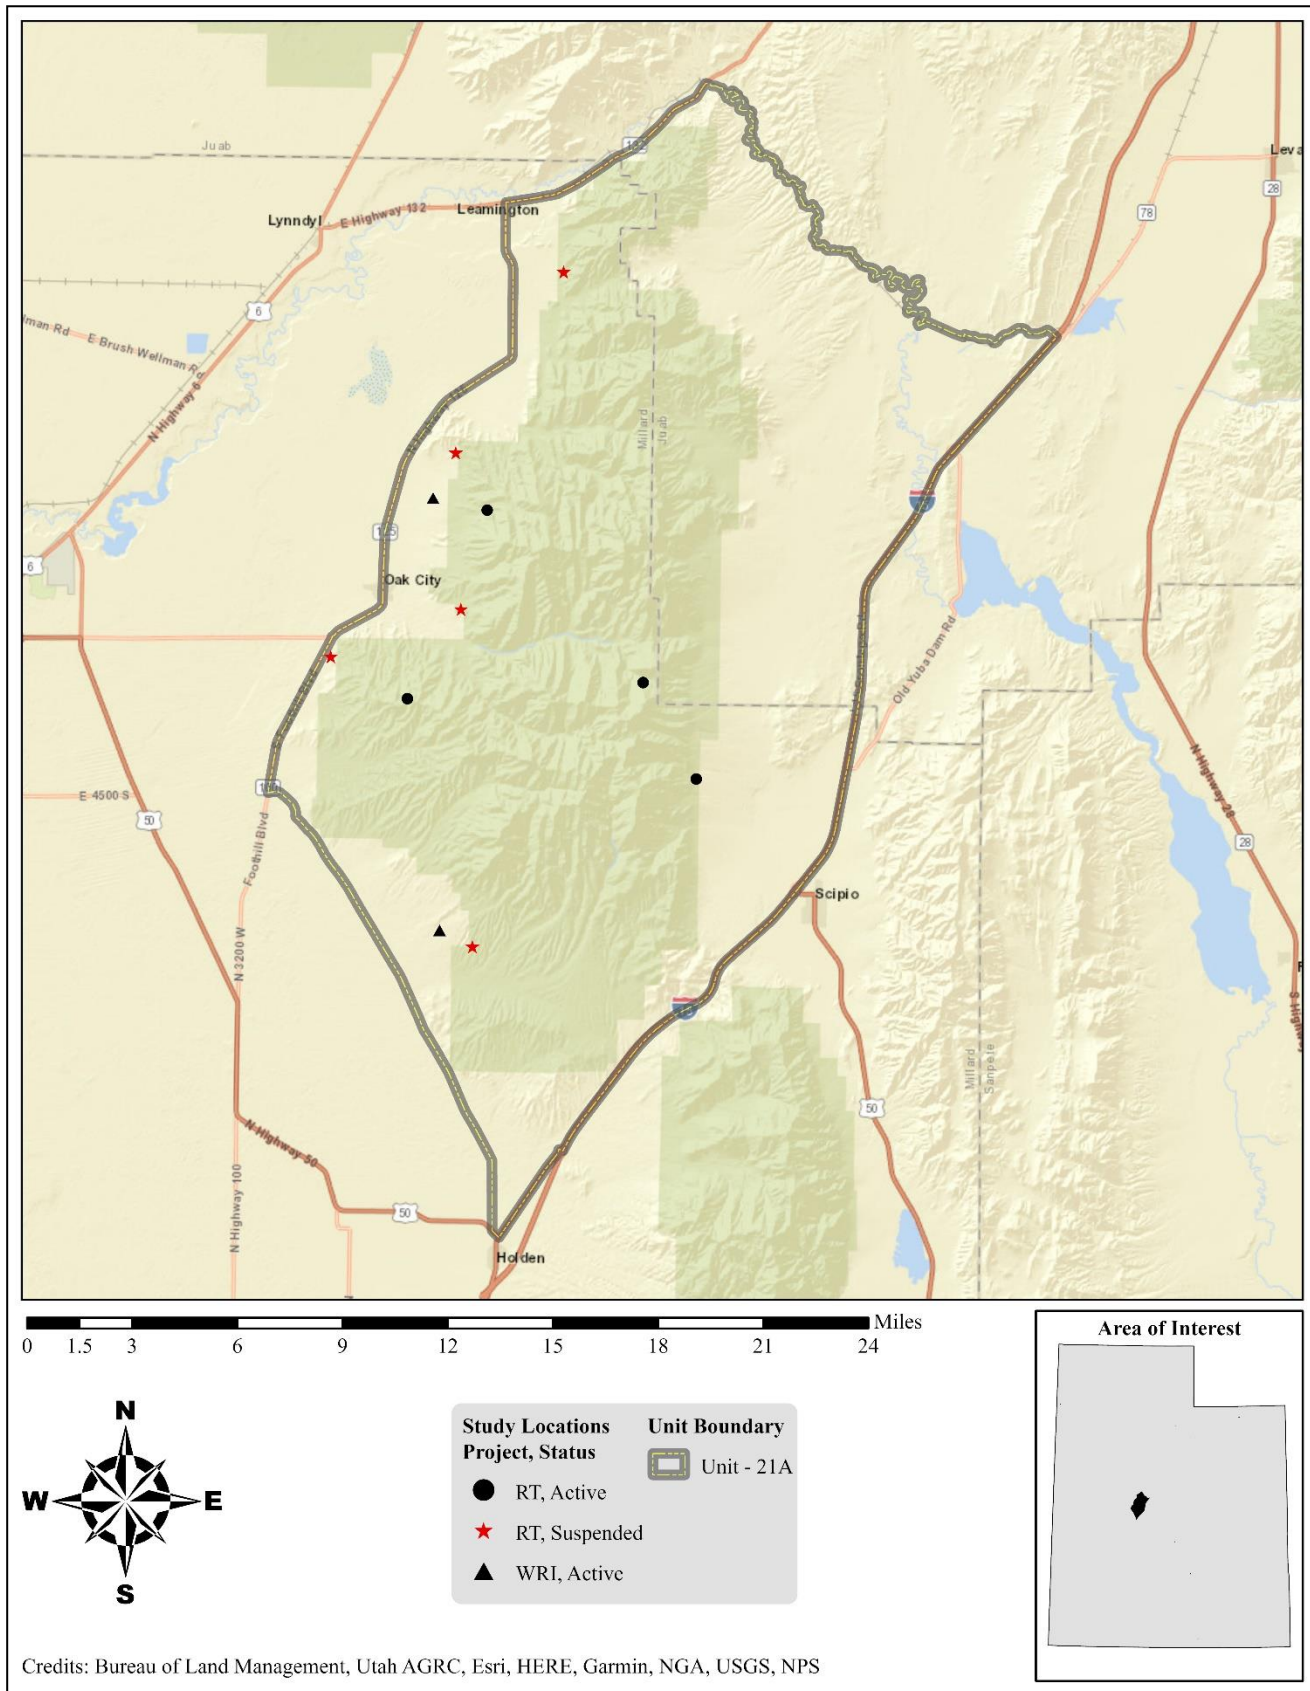 Juab
132
Leva
28
78
Lynndyl
E Highway 132
Leamington
6
lman Rd
E Brush Wellman Rd
N Highway 6
Millard
Juab
6
Oak City
Old Yuba Dam Rd
N Highway 28
28
E 4500 S
50
Foothill Blvd
N 3200 W
Scipio
Millard
Sanpete
50
N Highway 50
50
N Highway 100
Holden
Miles
0 1.5 3 6 9 12 15 18 21 24
Area of Interest
N
W E
S
Study Locations
Project, Status
RT, Active
RT, Suspended
WRI, Active
Unit Boundary
Unit - 21A
Credits: Bureau of Land Management, Utah AGRC, Esri, HERE, Garmin, NGA, USGS, NPS